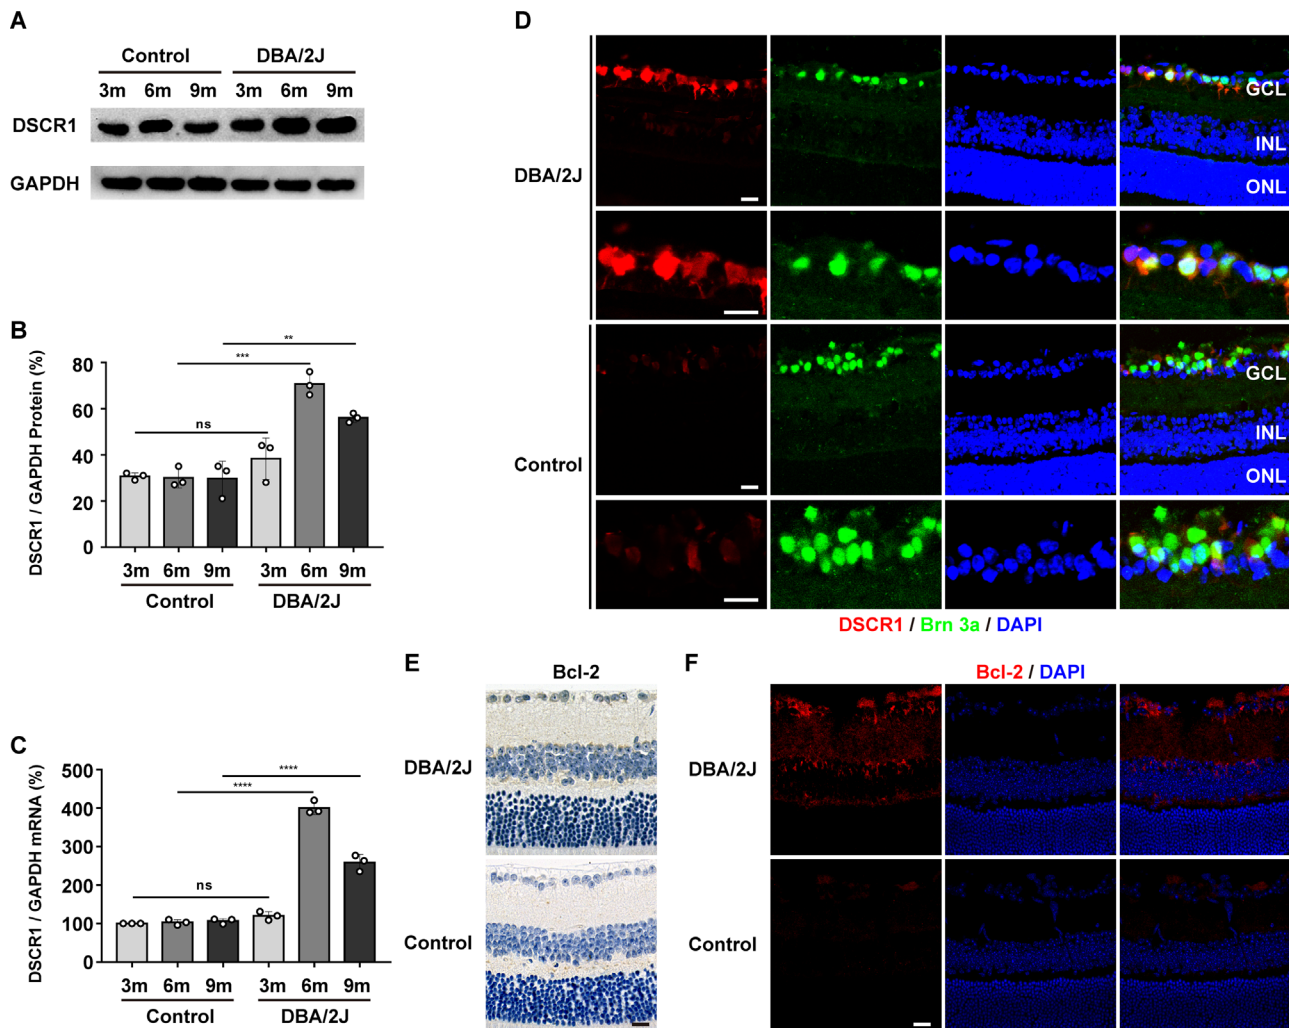 A
Control DBA/2J
3m 6m 9m 3m 6m 9m
DSCR1
GAPDH
B
DSCR1 / GAPDH Protein (%)
80
60
40
20
0
ns
***
**
3m 6m 9m 3m 6m 9m
Control DBA/2J
C
DSCR1 / GAPDH mRNA (%)
500
400
300
200
100
0
ns
****
****
3m 6m 9m 3m 6m 9m
Control DBA/2J
D
DBA/2J
GCL
INL
ONL
Control
GCL
INL
ONL
DSCR1 / Brn 3a / DAPI
E
Bcl-2
DBA/2J
Control
F
Bcl-2 / DAPI
DBA/2J
Control